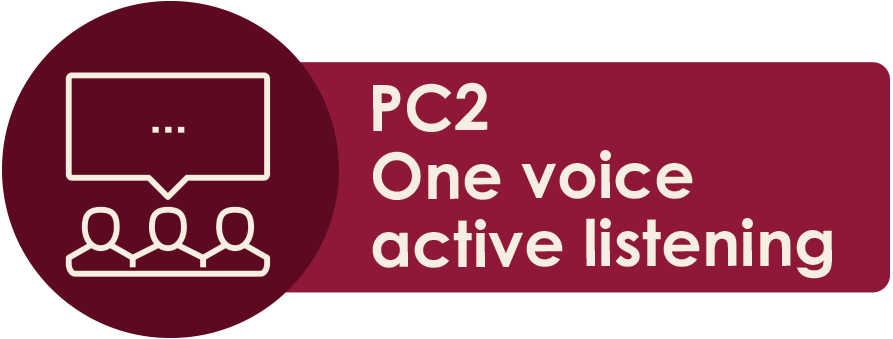 ...
PC2
One voice
active listening